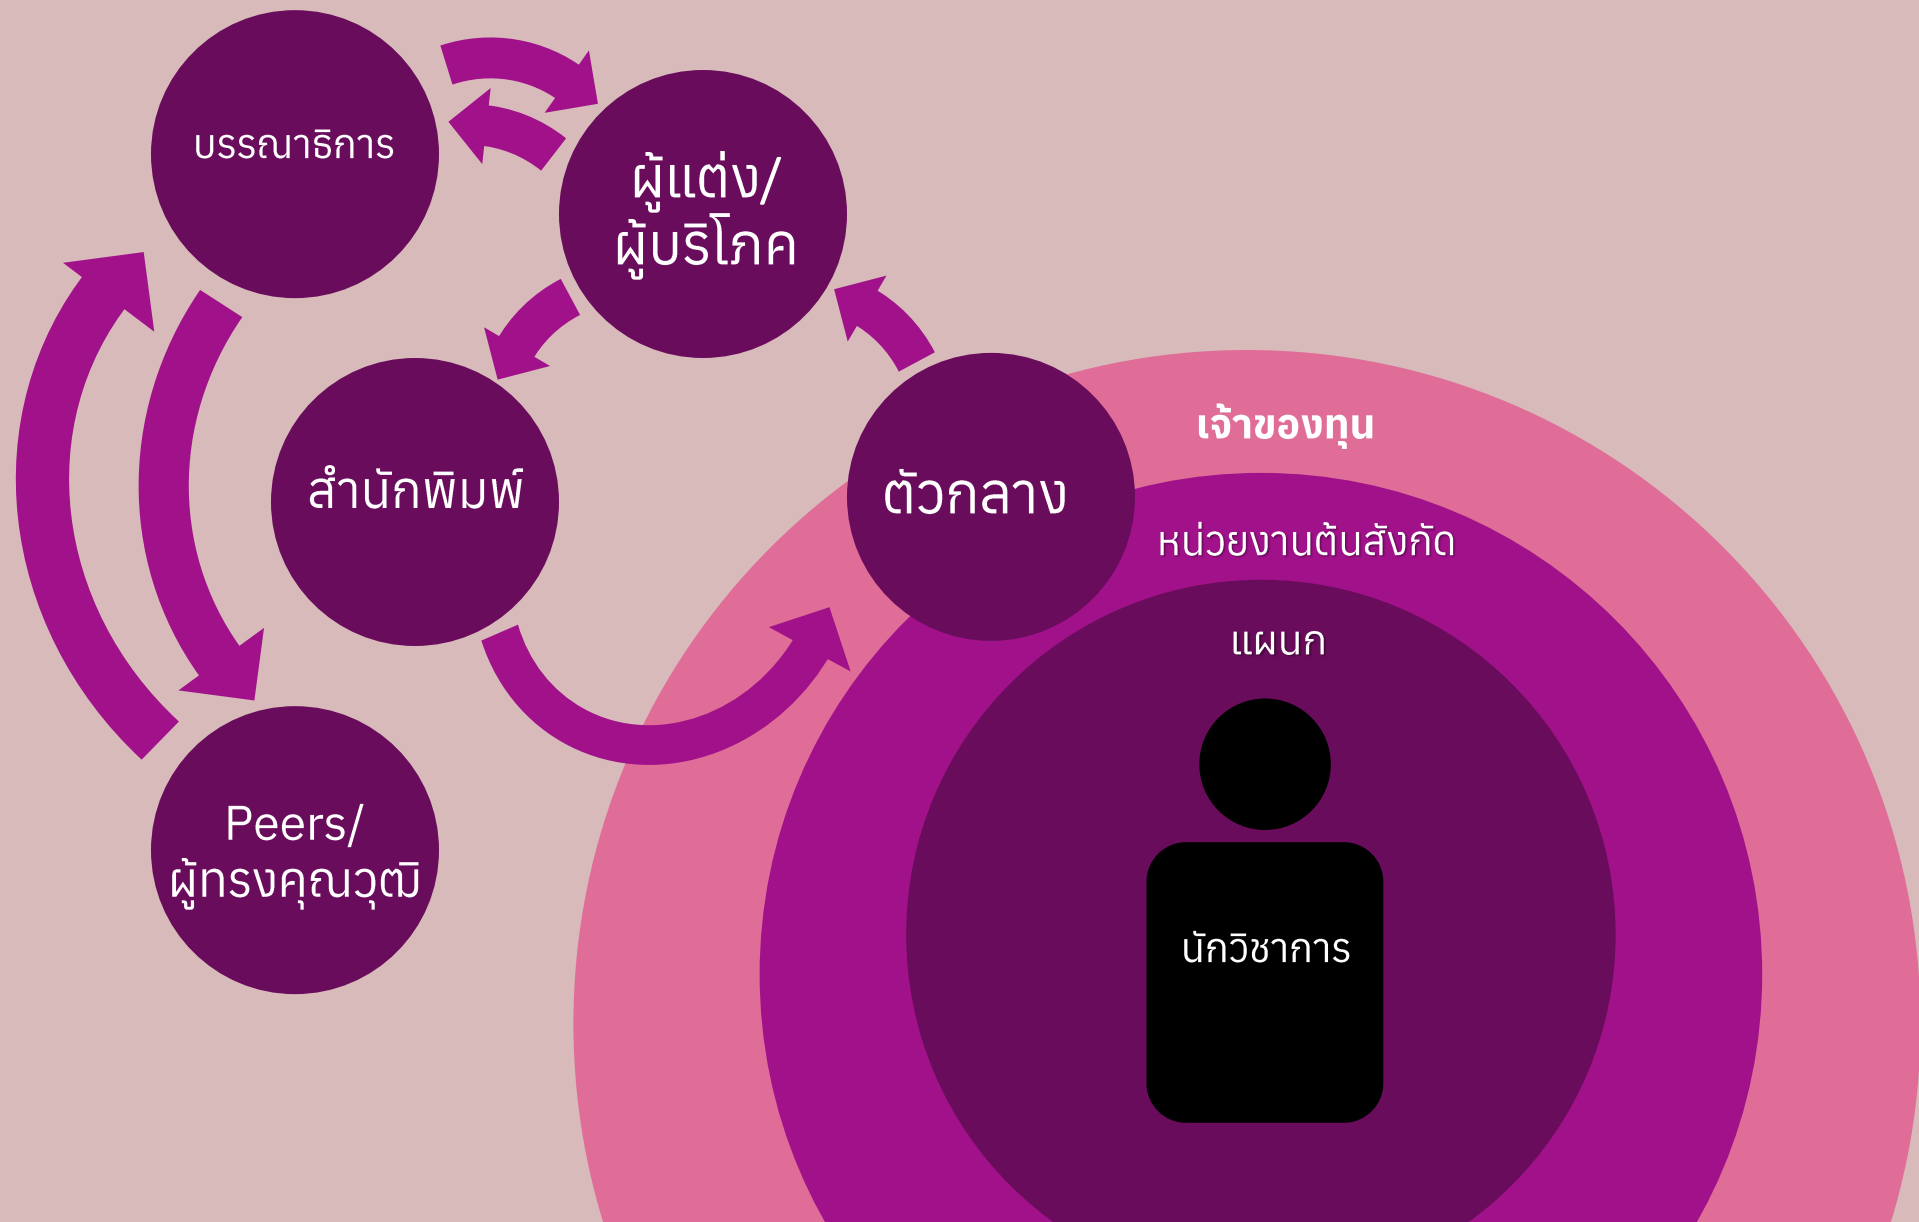 บรรณาธิการ
ผู้แต่ง/
ผู้บริโภค
สำนักพิมพ์
ตัวกลาง
เจ้าของทุน
หน่วยงานต้นสังกัด
แผนก
นักวิชาการ
Peers/
ผู้ทรงคุณวุฒิ